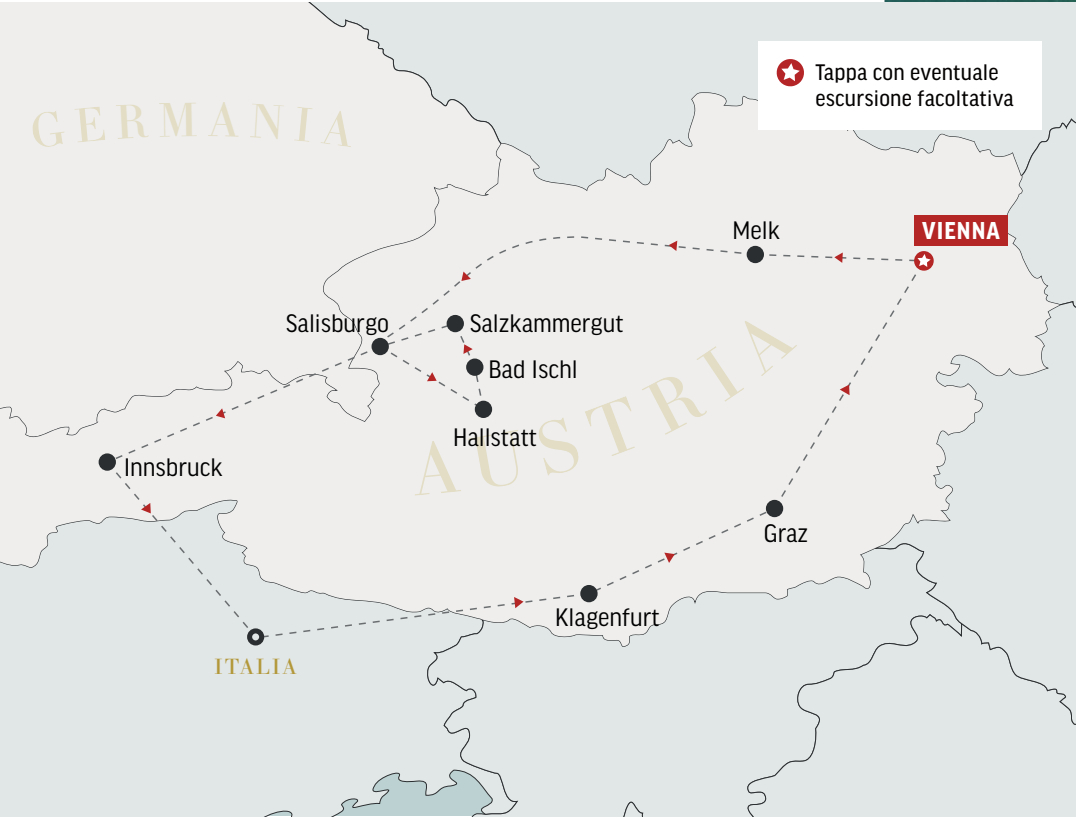 Tappa con eventuale
escursione facoltativa
GERMANIA
VIENNA
Melk
Salisburgo
Salzkammergut
Bad Ischl
AUSTRIA
Hallstatt
Innsbruck
Graz
Klagenfurt
ITALIA